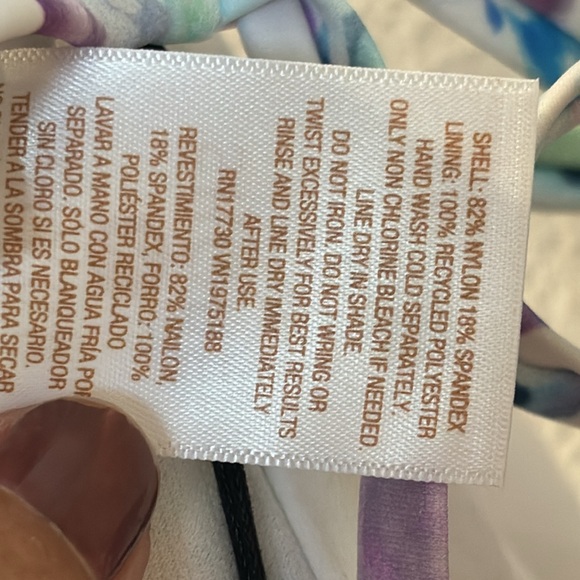 SHELL: 82% NYLON 18% SPANDEX
LINING: 100% RECYCLED POLYESTER
HAND WASH COLD SEPARATELY
ONLY NON CHLORINE BLEACH IF NEEDED
LINE DRY IN SHADE.
DO NOT IRON, DO NOT WRING OR
TWIST EXCESSIVELY FOR BEST RESULTS
RINSE AND LINE DRY IMMEDIATELY
AFTER USE.
RN17730 VN1975188
REVESTIMIENTO: 82% NAILON,
18% SPANDEX, FORRO: 100%
POLIÉSTER RECICLADO
LAVAR A MANO CON AGUA FRÍA POR
SEPARADO. SÓLO BLANQUEADOR
SIN CLORO SI ES NECESARIO.
TENDER A LA SOMBRA PARA SECAR